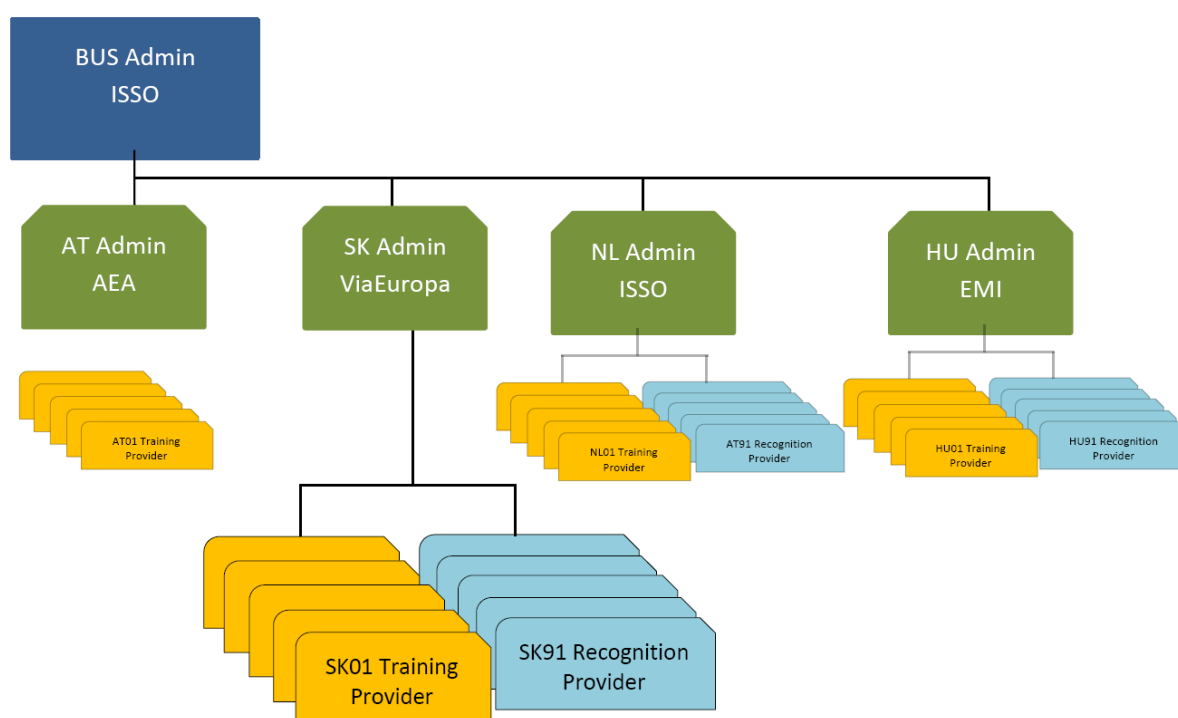 BUS Admin
ISSO
AT Admin
AEA
SK Admin
ViaEuropa
NL Admin
ISSO
HU Admin
EMI
AT01 Training
Provider
NL01 Training
Provider
AT91 Recognition
Provider
HU01 Training
Provider
HU91 Recognition
Provider
SK01 Training
Provider
SK91 Recognition
Provider